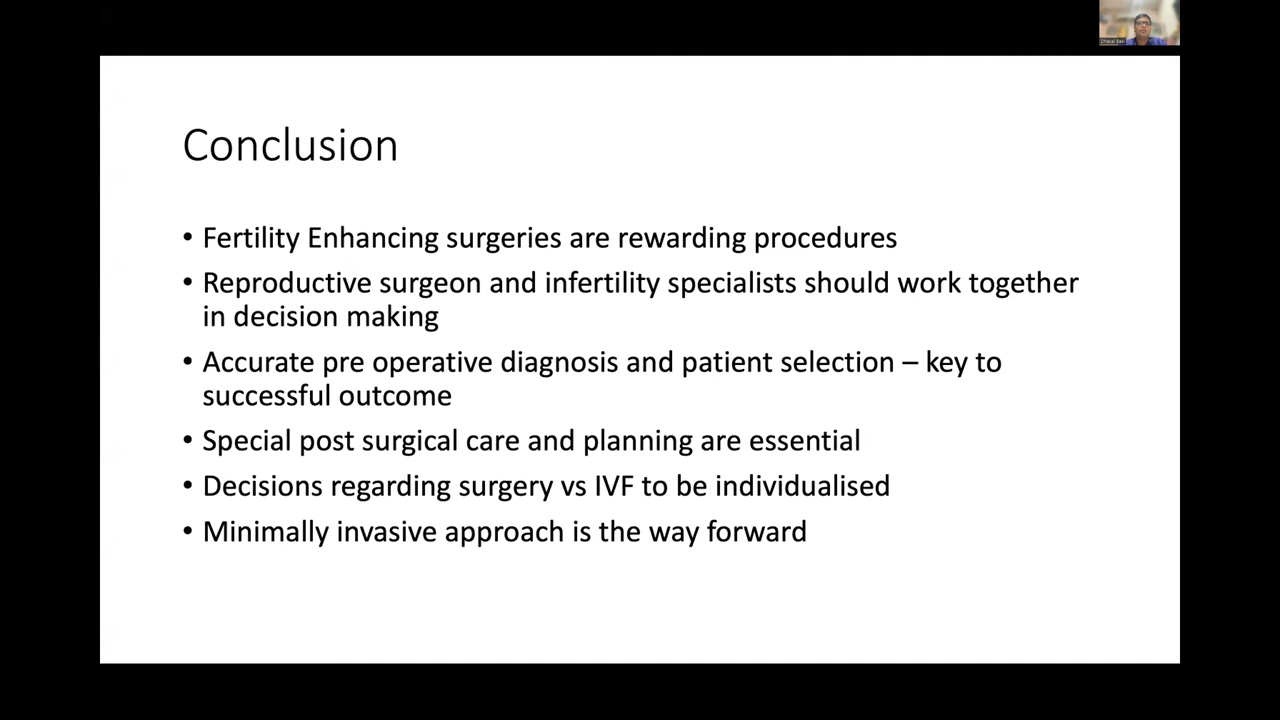 Conclusion
• Fertility Enhancing surgeries are rewarding procedures
• Reproductive surgeon and infertility specialists should work together
in decision making
• Accurate pre operative diagnosis and patient selection – key to
successful outcome
• Special post surgical care and planning are essential
• Decisions regarding surgery vs IVF to be individualised
• Minimally invasive approach is the way forward